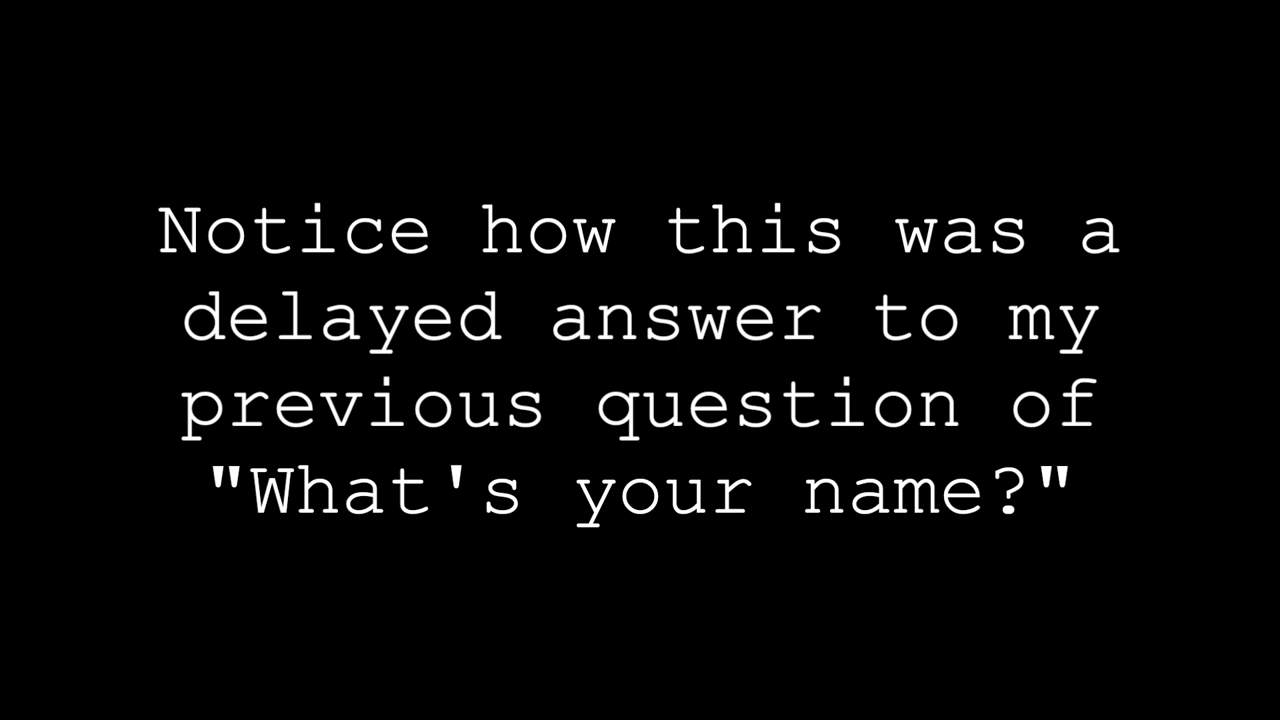 Notice how this was a
delayed answer to my
previous question of
"What's your name?"